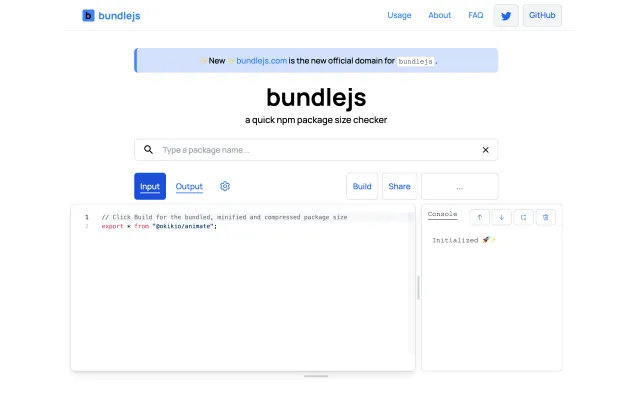 b bundlejs
Usage About FAQ GitHub
✨New ✨bundlejs.com is the new official domain for bundlejs.
bundlejs
a quick npm package size checker
Type a package name...
Input Output Build Share ...
1 // Click Build for the bundled, minified and compressed package size
2 export * from "@okikio/animate";
Console
Initialized 🚀✨